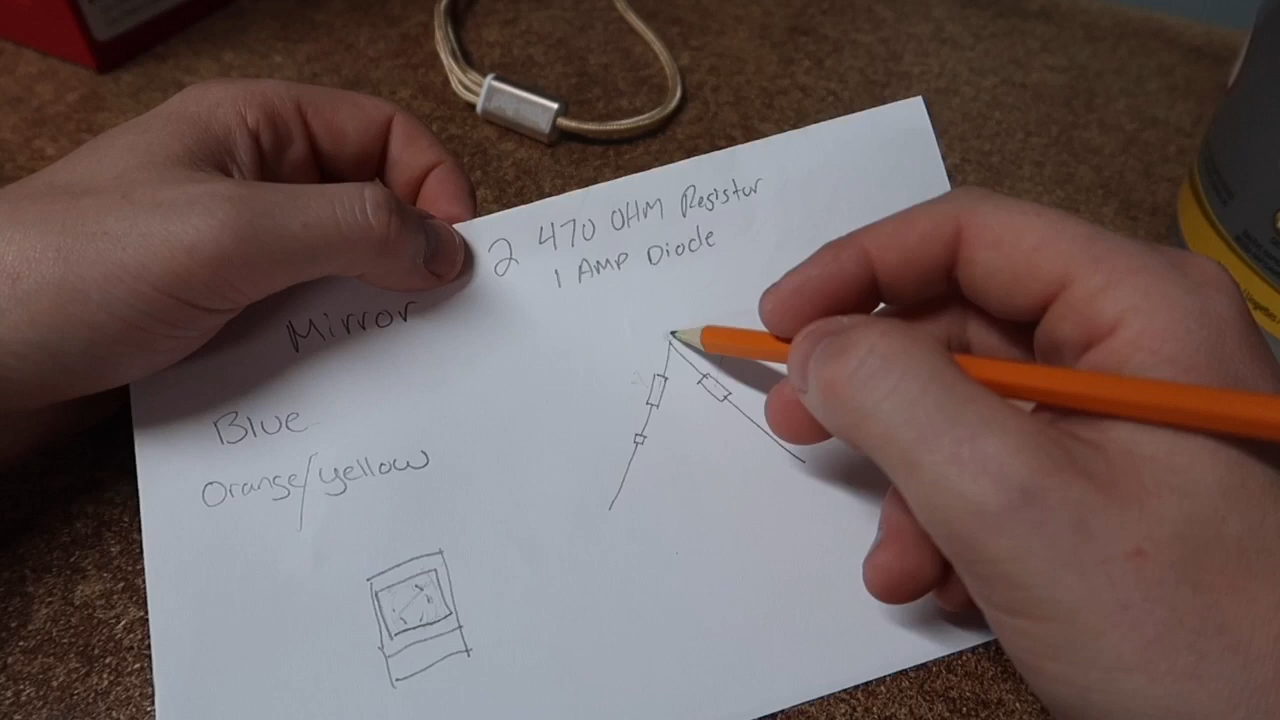 2 470 OHM Resistor
1 AMP Diode
Mirror
Blue
Orange/yellow